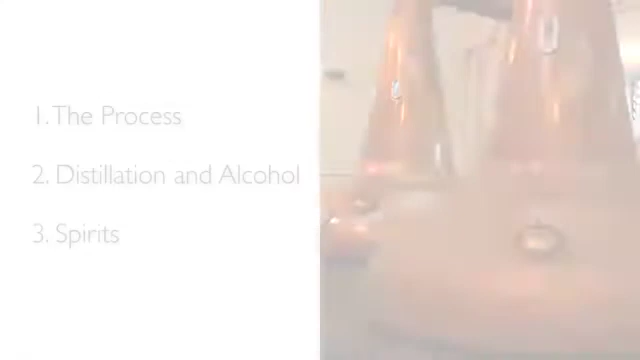 1. The Process
2. Distillation and Alcohol
3. Spirits